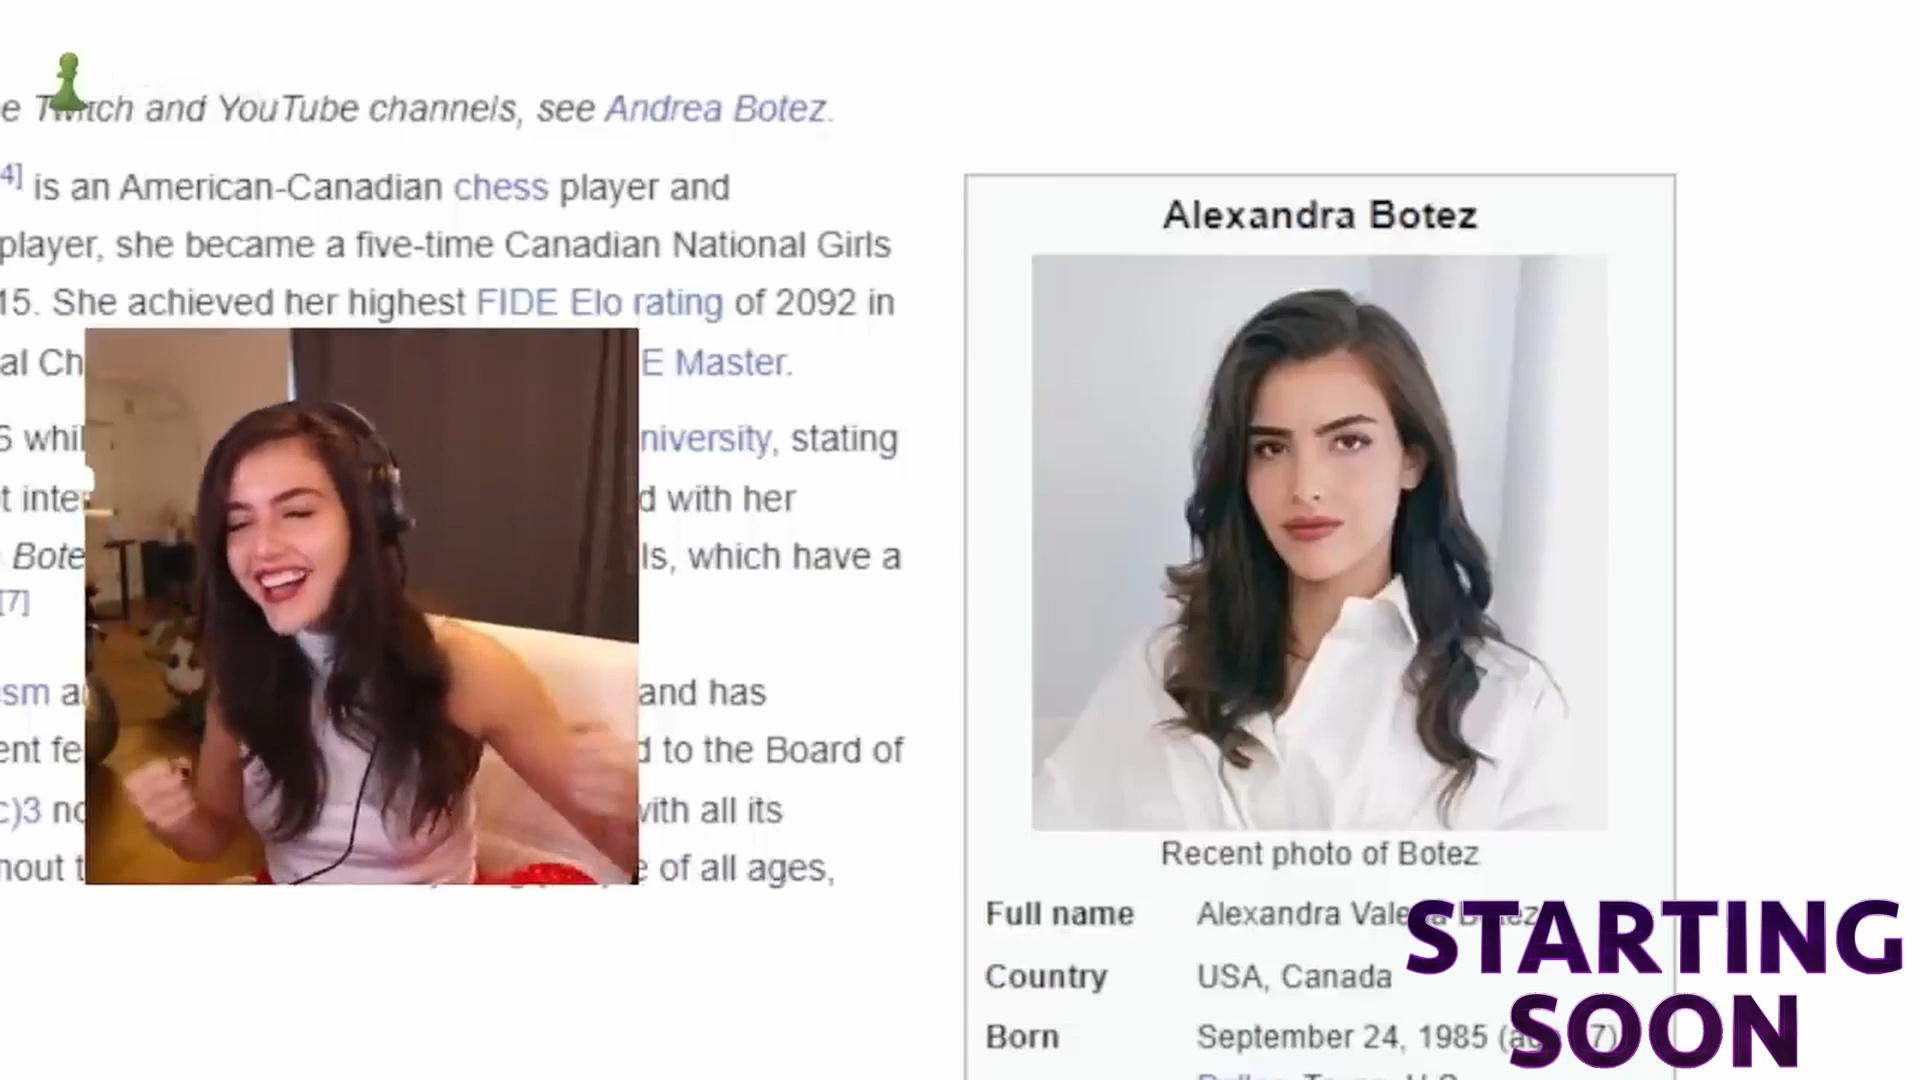 e Twitch and YouTube channels, see Andrea Botez.
4] is an American-Canadian chess player and
player, she became a five-time Canadian National Girls
15. She achieved her highest FIDE Elo rating of 2092 in
al Ch E Master.
6 whil niversity, stating
t inte d with her
Bote ls, which have a
[7]
ism a and has
ent fe d to the Board of
c)3 no with all its
hout t e of all ages,
Alexandra Botez
Recent photo of Botez
Full name Alexandra
Country USA, Canada
Born September 24, 1985
STARTING
SOON